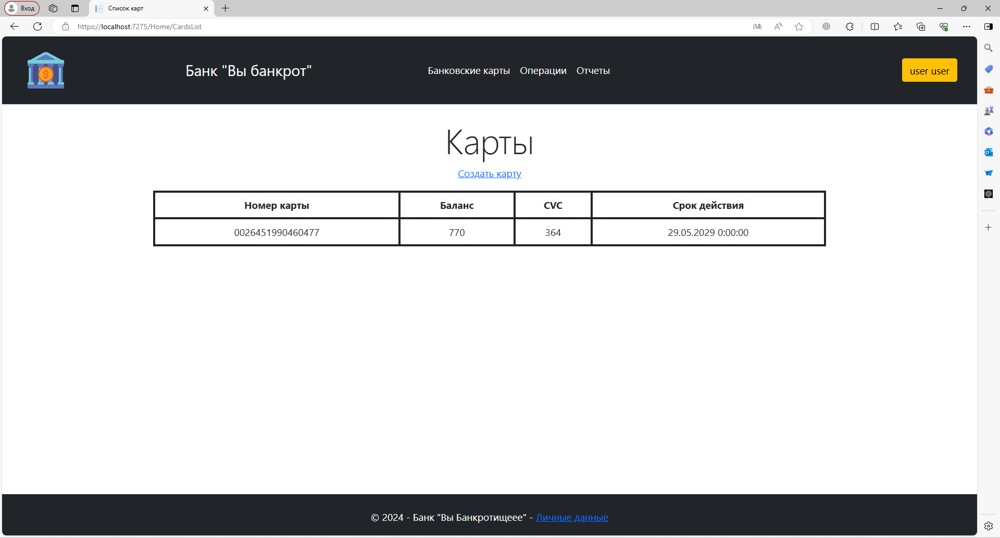 Вход
Список карт
https://localhost:7275/Home/CardsList
Банк "Вы банкрот"
Банковские карты Операции Отчеты
user user
Карты
Создать карту
Номер карты Баланс CVC Срок действия
0026451990460477 770 364 29.05.2029 0:00:00
© 2024 - Банк "Вы Банкротищеее" - Личные данные